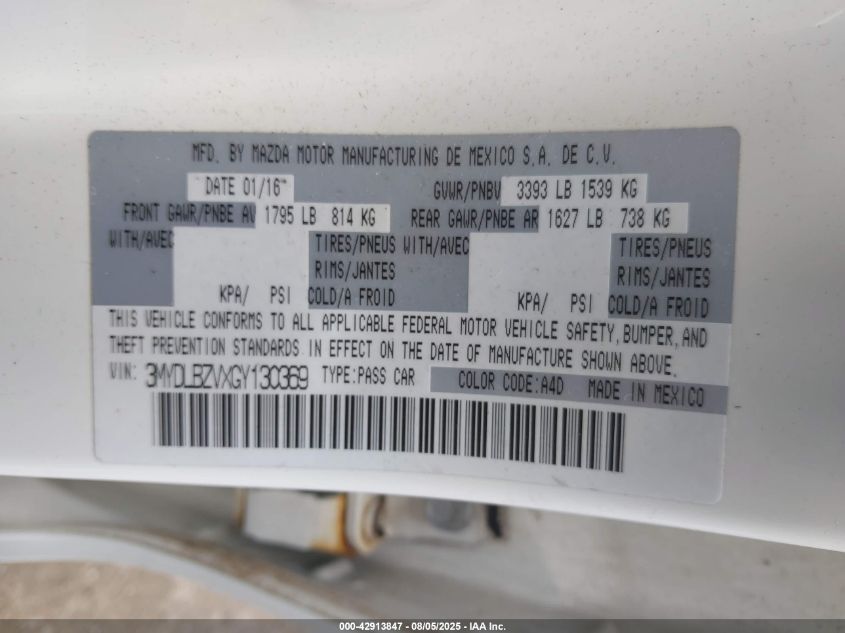 MFD. BY MAZDA MOTOR MANUFACTURING DE MEXICO S.A. DE C.V.
DATE 01/16 GVWR/PNBV 3393 LB 1539 KG
FRONT GAWR/PNBE AV 1795 LB 814 KG REAR GAWR/PNBE AR 1627 LB 738 KG
WITH/AVEC TIRES/PNEUS WITH/AVEC TIRES/PNEUS
RIMS/JANTES RIMS/JANTES
KPA/ PSI COLD/A FROID KPA/ PSI COLD/A FROID
THIS VEHICLE CONFORMS TO ALL APPLICABLE FEDERAL MOTOR VEHICLE SAFETY, BUMPER, AND
THEFT PREVENTION STANDARDS IN EFFECT ON THE DATE OF MANUFACTURE SHOWN ABOVE.
VIN: 3MYDLBZVXGY130369 TYPE:PASS CAR COLOR CODE:A4D MADE IN MEXICO
000-42913847 - 08/05/2025 - IAA Inc.